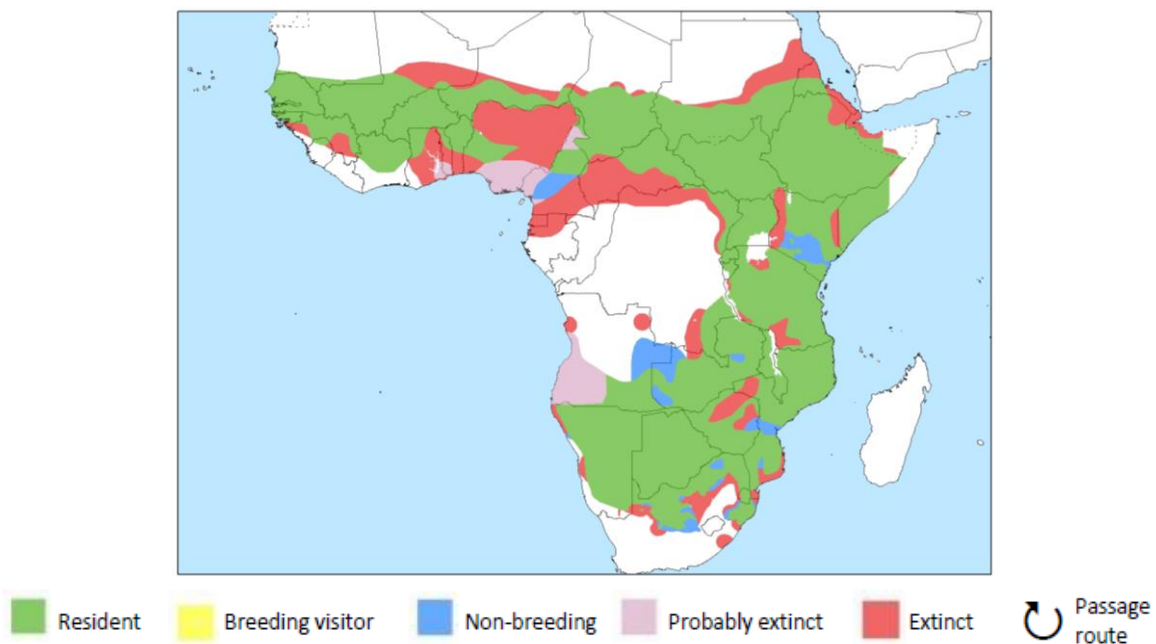 Resident
Breeding visitor
Non-breeding
Probably extinct
Extinct
Passage
route